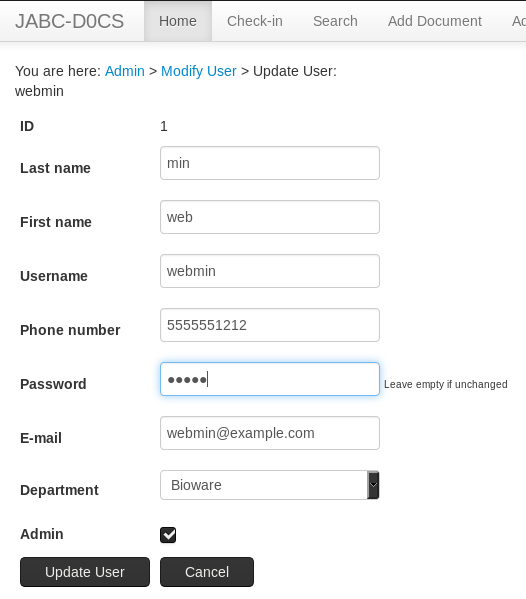 JABC-D0CS Home Check-in Search Add Document Ac
You are here: Admin > Modify User > Update User:
webmin
ID 1
Last name min
First name web
Username webmin
Phone number 5555551212
Password ●●●●● Leave empty if unchanged
E-mail webmin@example.com
Department Bioware
Admin
Update User Cancel